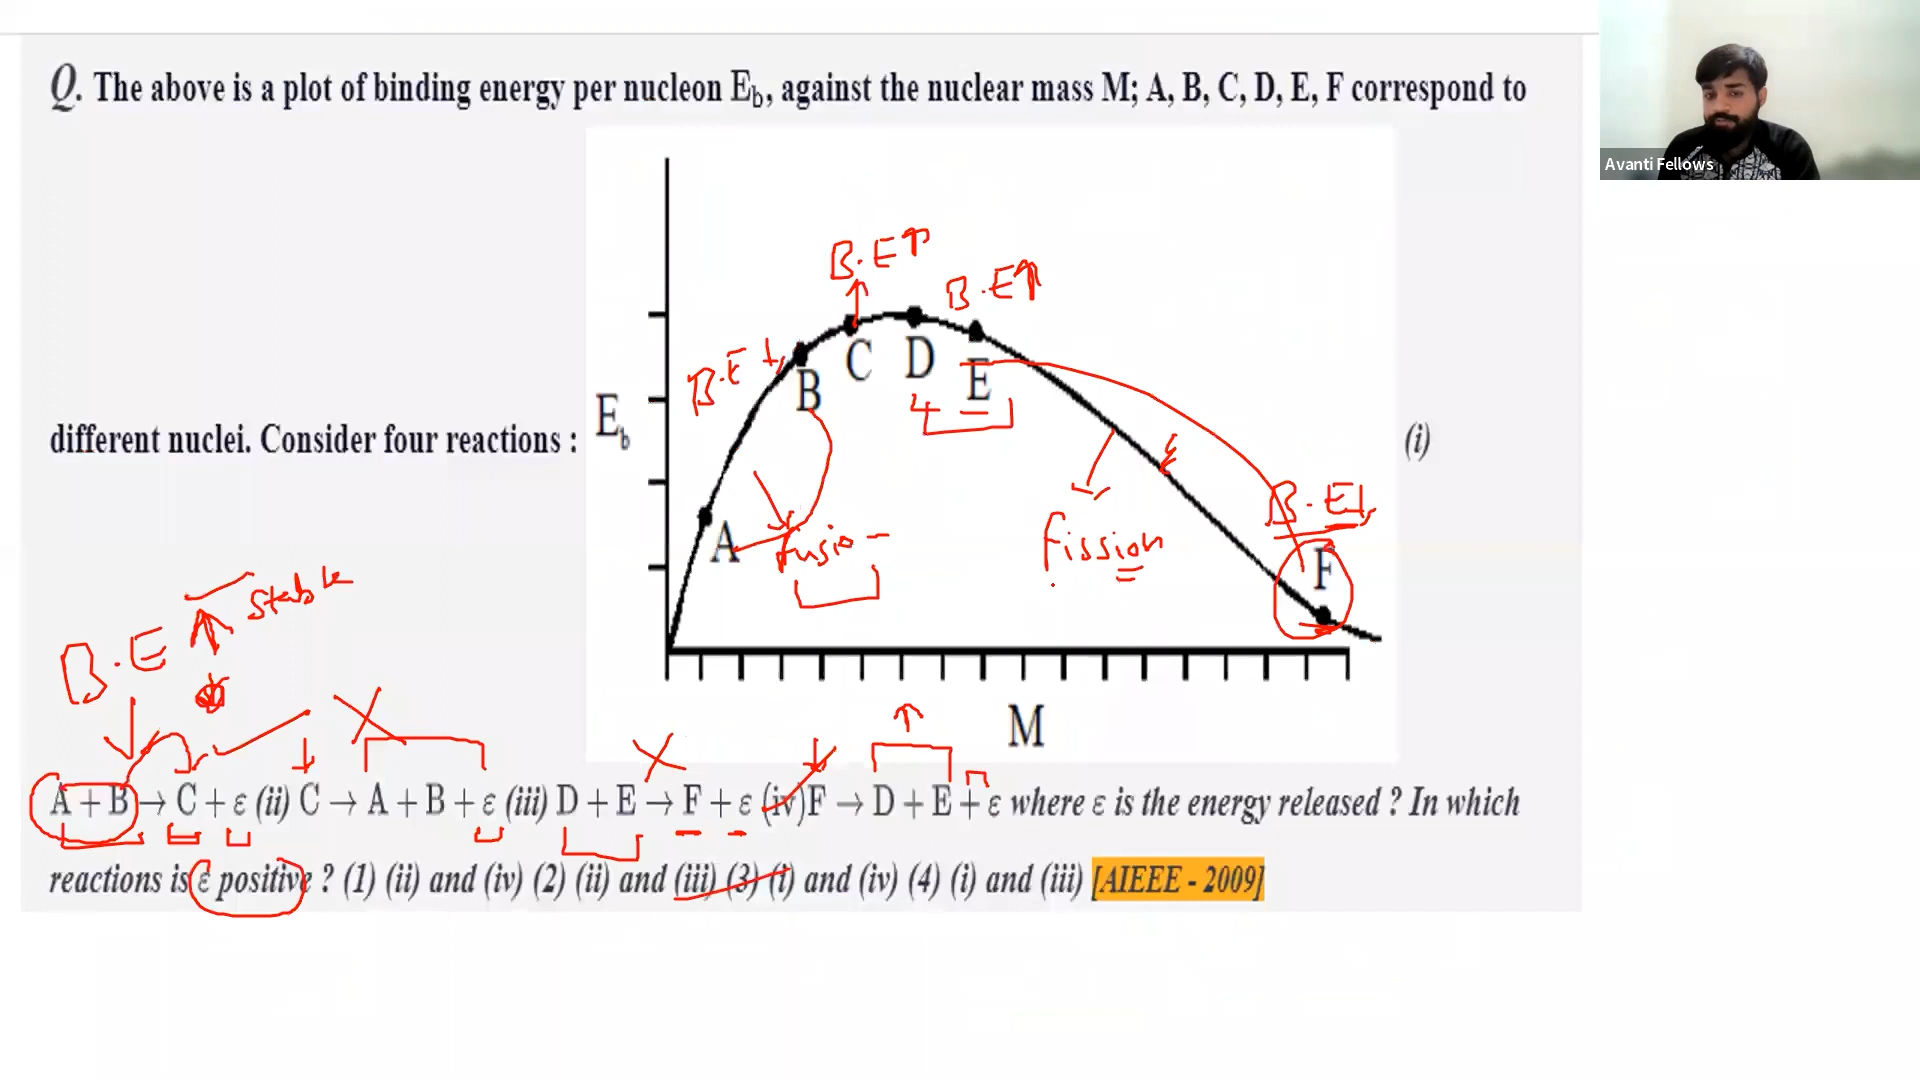 Q. The above is a plot of binding energy per nucleon Eb, against the nuclear mass M; A, B, C, D, E, F correspond to
Avanti Fellows
B.E↑
B.E↑
B.E↓
C D
B E
Eb
different nuclei. Consider four reactions : (i)
B.E↓
A fusion
fission
F
stable
B.E ↑
M
A + B → C + ε (ii) C → A + B + ε (iii) D + E → F + ε (iv)F → D + E + ε where ε is the energy released ? In which
reactions is ε positive ? (1) (ii) and (iv) (2) (ii) and (iii) (3) (i) and (iv) (4) (i) and (iii) [AIEEE - 2009]